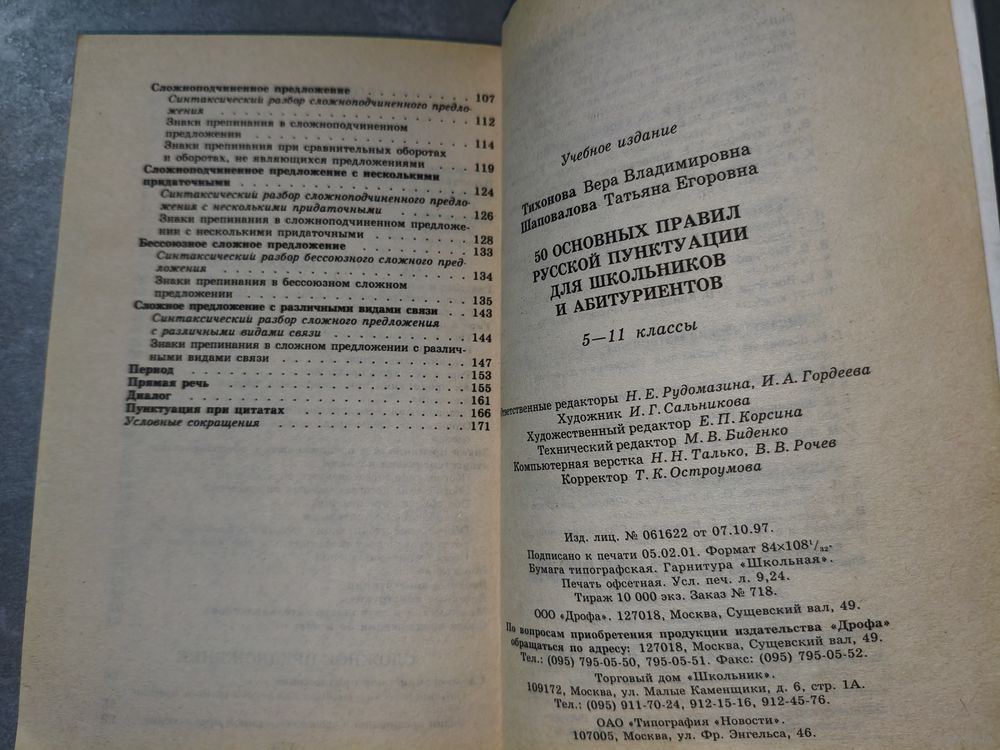 Сложноподчиненное предложение . . . . . . . . . . 107
Синтаксический разбор сложноподчиненного предло-
жения . . . . . . . . . . . . . . . . . . . . . 112
Знаки препинания в сложноподчиненном
предложении . . . . . . . . . . . . . . . . . . 114
Знаки препинания при сравнительных оборотах
и оборотах, не являющихся предложениями . . . 119
Сложноподчиненное предложение с несколькими
придаточными . . . . . . . . . . . . . . . . . . 124
Синтаксический разбор сложноподчиненного предло-
жения с несколькими придаточными . . . . . . . 126
Знаки препинания в сложноподчиненном предложе-
нии с несколькими придаточными . . . . . . . . 128
Бессоюзное сложное предложение . . . . . . . . . 133
Синтаксический разбор бессоюзного сложного пред-
ложения . . . . . . . . . . . . . . . . . . . . 134
Знаки препинания в бессоюзном сложном
предложении . . . . . . . . . . . . . . . . . . 135
Сложное предложение с различными видами связи . . 143
Синтаксический разбор сложного предложения
с различными видами связи . . . . . . . . . . . 144
Знаки препинания в сложном предложении с различ-
ными видами связи . . . . . . . . . . . . . . . 147
Период . . . . . . . . . . . . . . . . . . . . . 153
Прямая речь . . . . . . . . . . . . . . . . . . 155
Диалог . . . . . . . . . . . . . . . . . . . . . 161
Пунктуация при цитатах . . . . . . . . . . . . . 166
Условные сокращения . . . . . . . . . . . . . . 171
Учебное издание
Тихонова Вера Владимировна
Шаповалова Татьяна Егоровна
50 ОСНОВНЫХ ПРАВИЛ
РУССКОЙ ПУНКТУАЦИИ
ДЛЯ ШКОЛЬНИКОВ
И АБИТУРИЕНТОВ
5—11 классы
Ответственные редакторы Н. Е. Рудомазина, И. А. Гордеева
Художник И. Г. Сальникова
Художественный редактор Е. П. Корсина
Технический редактор М. В. Биденко
Компьютерная верстка Н. Н. Талько, В. В. Рочев
Корректор Т. К. Остроумова
Изд. лиц. № 061622 от 07.10.97.
Подписано к печати 05.02.01. Формат 84×108¹/₃₂.
Бумага типографская. Гарнитура «Школьная».
Печать офсетная. Усл. печ. л. 9,24.
Тираж 10 000 экз. Заказ № 718.
ООО «Дрофа». 127018, Москва, Сущевский вал, 49.
По вопросам приобретения продукции издательства «Дрофа»
обращаться по адресу: 127018, Москва, Сущевский вал, 49.
Тел.: (095) 795-05-50, 795-05-51. Факс: (095) 795-05-52.
Торговый дом «Школьник».
109172, Москва, ул. Малые Каменщики, д. 6, стр. 1А.
Тел.: (095) 911-70-24, 912-15-16, 912-45-76.
ОАО «Типография «Новости».
107005, Москва, ул. Фр. Энгельса, 46.